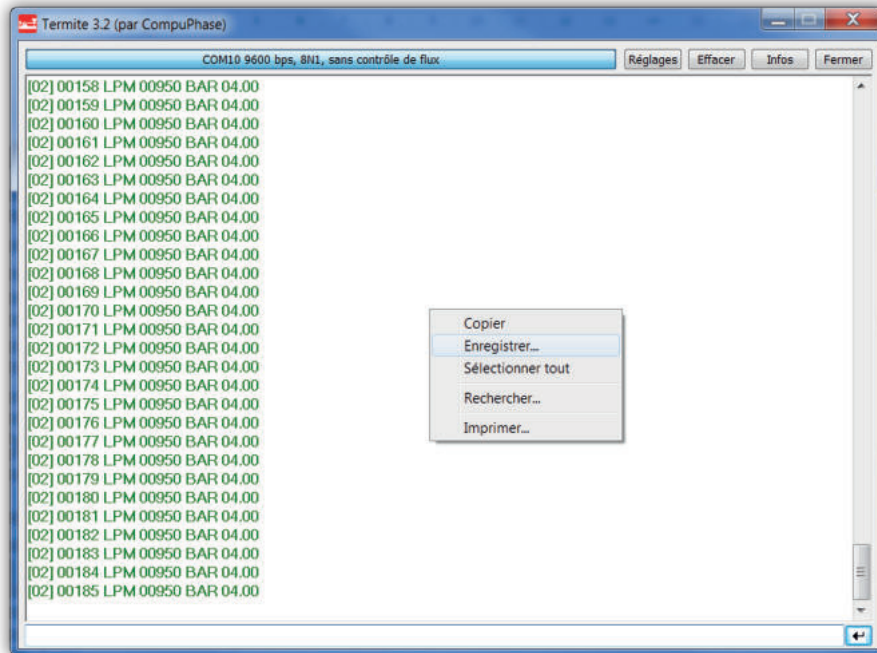 Termite 3.2 (par CompuPhase)
COM10 9600 bps, 8N1, sans contrôle de flux
Réglages
Effacer
Infos
Fermer
[02] 00158 LPM 00950 BAR 04.00
[02] 00159 LPM 00950 BAR 04.00
[02] 00160 LPM 00950 BAR 04.00
[02] 00161 LPM 00950 BAR 04.00
[02] 00162 LPM 00950 BAR 04.00
[02] 00163 LPM 00950 BAR 04.00
[02] 00164 LPM 00950 BAR 04.00
[02] 00165 LPM 00950 BAR 04.00
[02] 00166 LPM 00950 BAR 04.00
[02] 00167 LPM 00950 BAR 04.00
[02] 00168 LPM 00950 BAR 04.00
[02] 00169 LPM 00950 BAR 04.00
[02] 00170 LPM 00950 BAR 04.00
[02] 00171 LPM 00950 BAR 04.00
[02] 00172 LPM 00950 BAR 04.00
[02] 00173 LPM 00950 BAR 04.00
[02] 00174 LPM 00950 BAR 04.00
[02] 00175 LPM 00950 BAR 04.00
[02] 00176 LPM 00950 BAR 04.00
[02] 00177 LPM 00950 BAR 04.00
[02] 00178 LPM 00950 BAR 04.00
[02] 00179 LPM 00950 BAR 04.00
[02] 00180 LPM 00950 BAR 04.00
[02] 00181 LPM 00950 BAR 04.00
[02] 00182 LPM 00950 BAR 04.00
[02] 00183 LPM 00950 BAR 04.00
[02] 00184 LPM 00950 BAR 04.00
[02] 00185 LPM 00950 BAR 04.00
Copier
Enregistrer...
Sélectionner tout
Rechercher...
Imprimer...